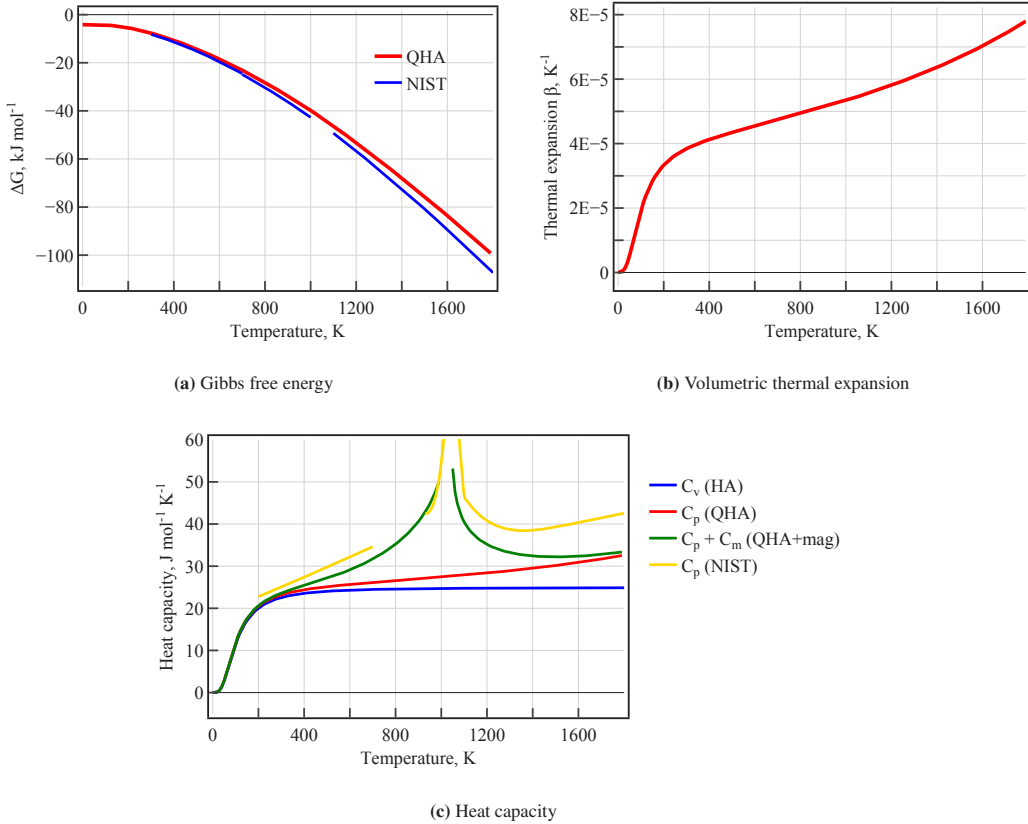 0
−20
−40
−60
−80
−100
ΔG, kJ mol⁻¹
QHA
NIST
0 400 800 1200 1600
Temperature, K
(a) Gibbs free energy
8E−5
6E−5
4E−5
2E−5
0
Thermal expansion β, K⁻¹
0 400 800 1200 1600
Temperature, K
(b) Volumetric thermal expansion
60
50
40
30
20
10
0
Heat capacity, J mol⁻¹ K⁻¹
0 400 800 1200 1600
Temperature, K
Cᵥ (HA)
Cₚ (QHA)
Cₚ + Cₘ (QHA+mag)
Cₚ (NIST)
(c) Heat capacity